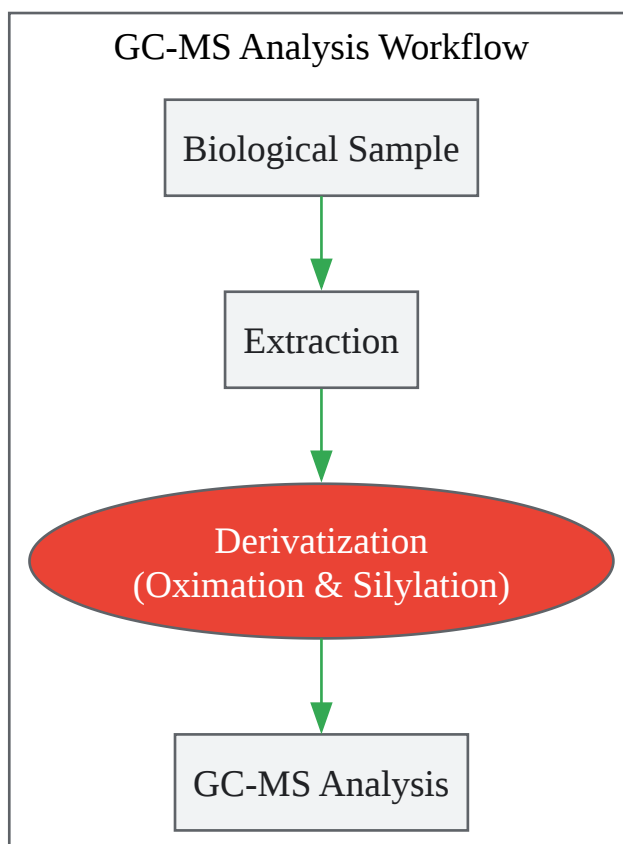 GC-MS Analysis Workflow
Biological Sample
Extraction
Derivatization
(Oximation & Silylation)
GC-MS Analysis